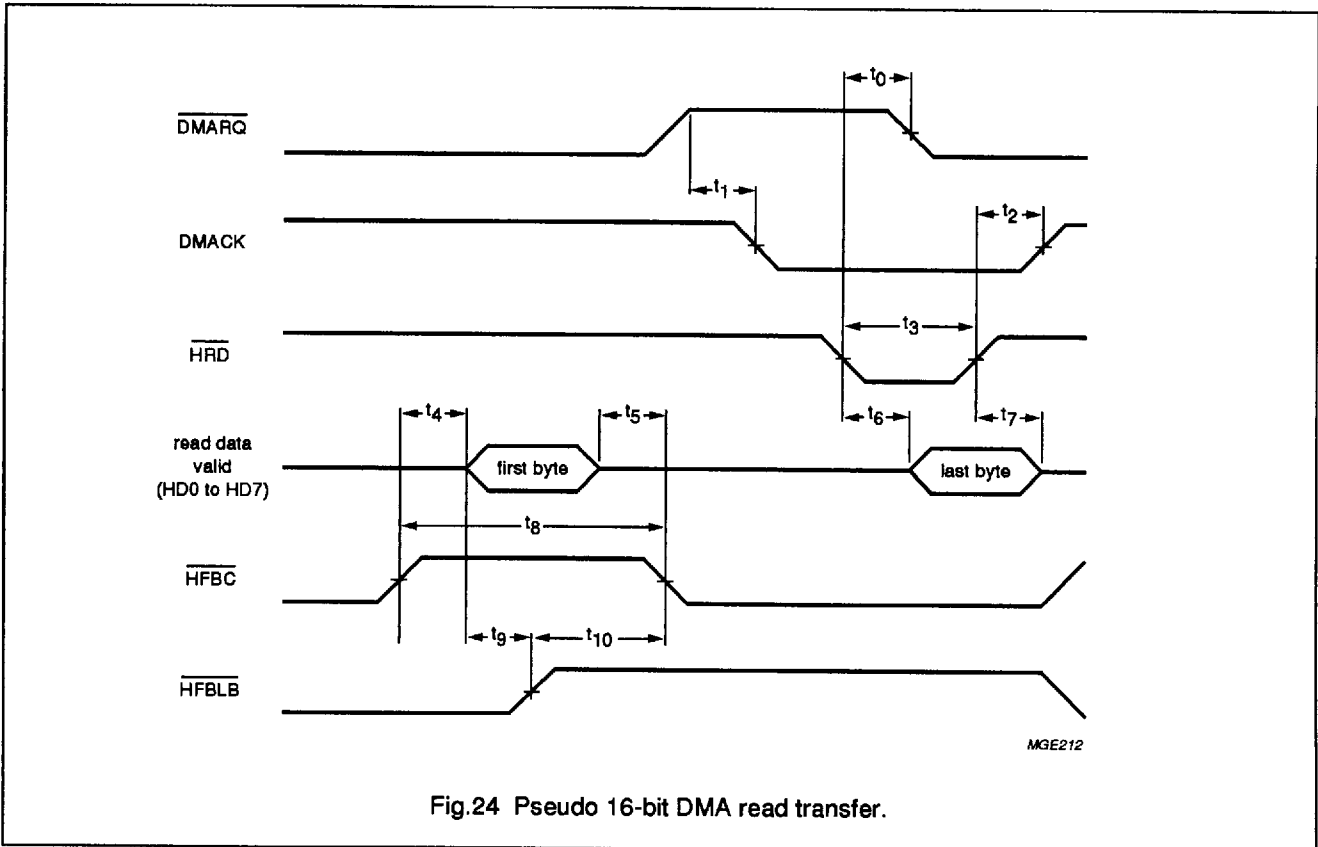 t0
DMARQ
t1
t2
DMACK
t3
HRD
t4
t5
t6
t7
read data
valid
(HD0 to HD7)
first byte
last byte
t8
HFBC
t9
t10
HFBLB
MGE212
Fig.24 Pseudo 16-bit DMA read transfer.